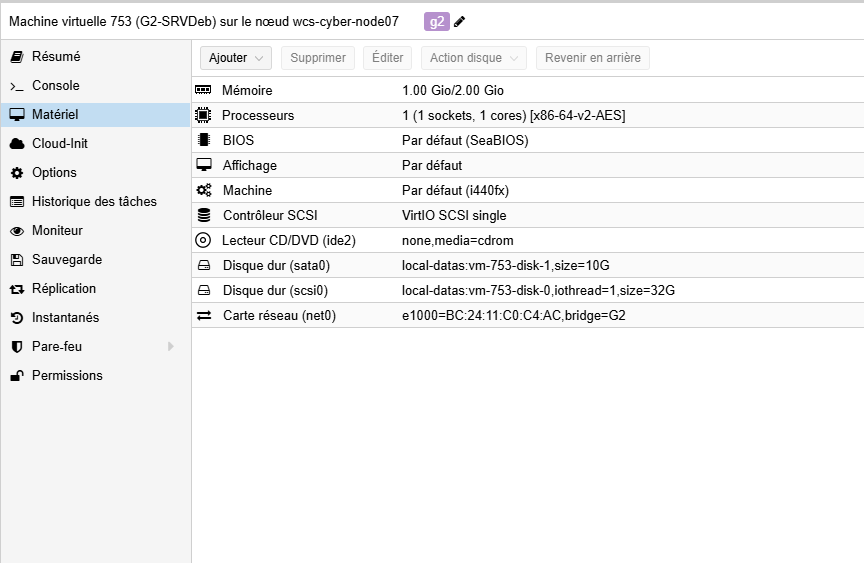 Machine virtuelle 753 (G2-SRVDeb) sur le nœud wcs-cyber-node07 g2
Résumé
Console
Matériel
Cloud-Init
Options
Historique des tâches
Moniteur
Sauvegarde
Réplication
Instantanés
Pare-feu
Permissions
Ajouter Supprimer Éditer Action disque Revenir en arrière
Mémoire 1.00 Gio/2.00 Gio
Processeurs 1 (1 sockets, 1 cores) [x86-64-v2-AES]
BIOS Par défaut (SeaBIOS)
Affichage Par défaut
Machine Par défaut (i440fx)
Contrôleur SCSI VirtIO SCSI single
Lecteur CD/DVD (ide2) none,media=cdrom
Disque dur (sata0) local-datas:vm-753-disk-1,size=10G
Disque dur (scsi0) local-datas:vm-753-disk-0,iothread=1,size=32G
Carte réseau (net0) e1000=BC:24:11:C0:C4:AC,bridge=G2